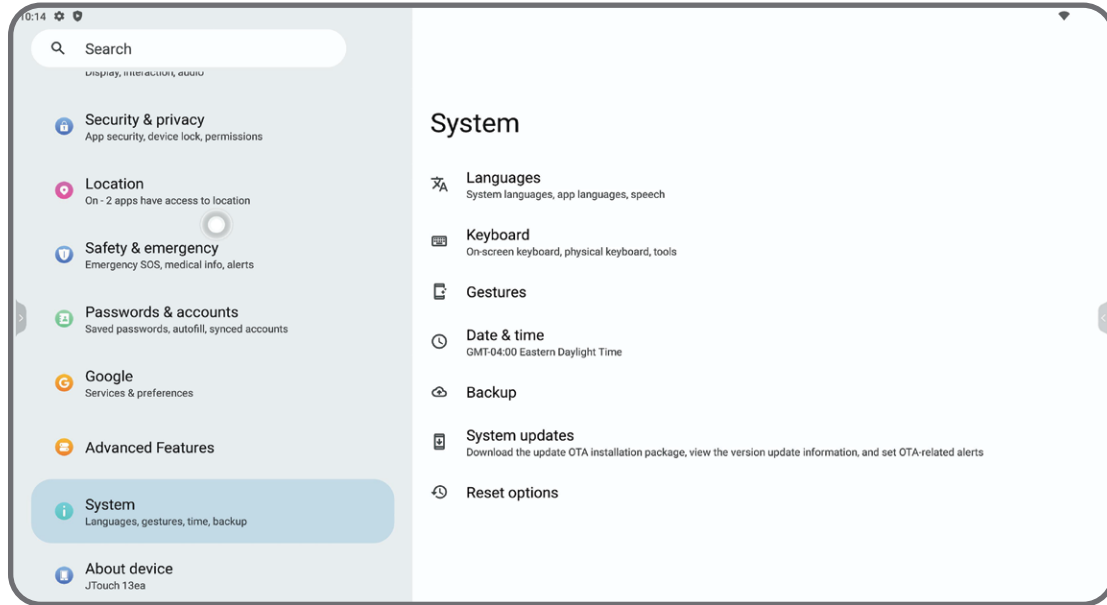 10:14
Search
Display, interaction, audio
Security & privacy
App security, device lock, permissions
Location
On - 2 apps have access to location
Safety & emergency
Emergency SOS, medical info, alerts
Passwords & accounts
Saved passwords, autofill, synced accounts
Google
Services & preferences
Advanced Features
System
Languages, gestures, time, backup
About device
JTouch 13ea
System
Languages
System languages, app languages, speech
Keyboard
On-screen keyboard, physical keyboard, tools
Gestures
Date & time
GMT-04:00 Eastern Daylight Time
Backup
System updates
Download the update OTA installation package, view the version update information, and set OTA-related alerts
Reset options